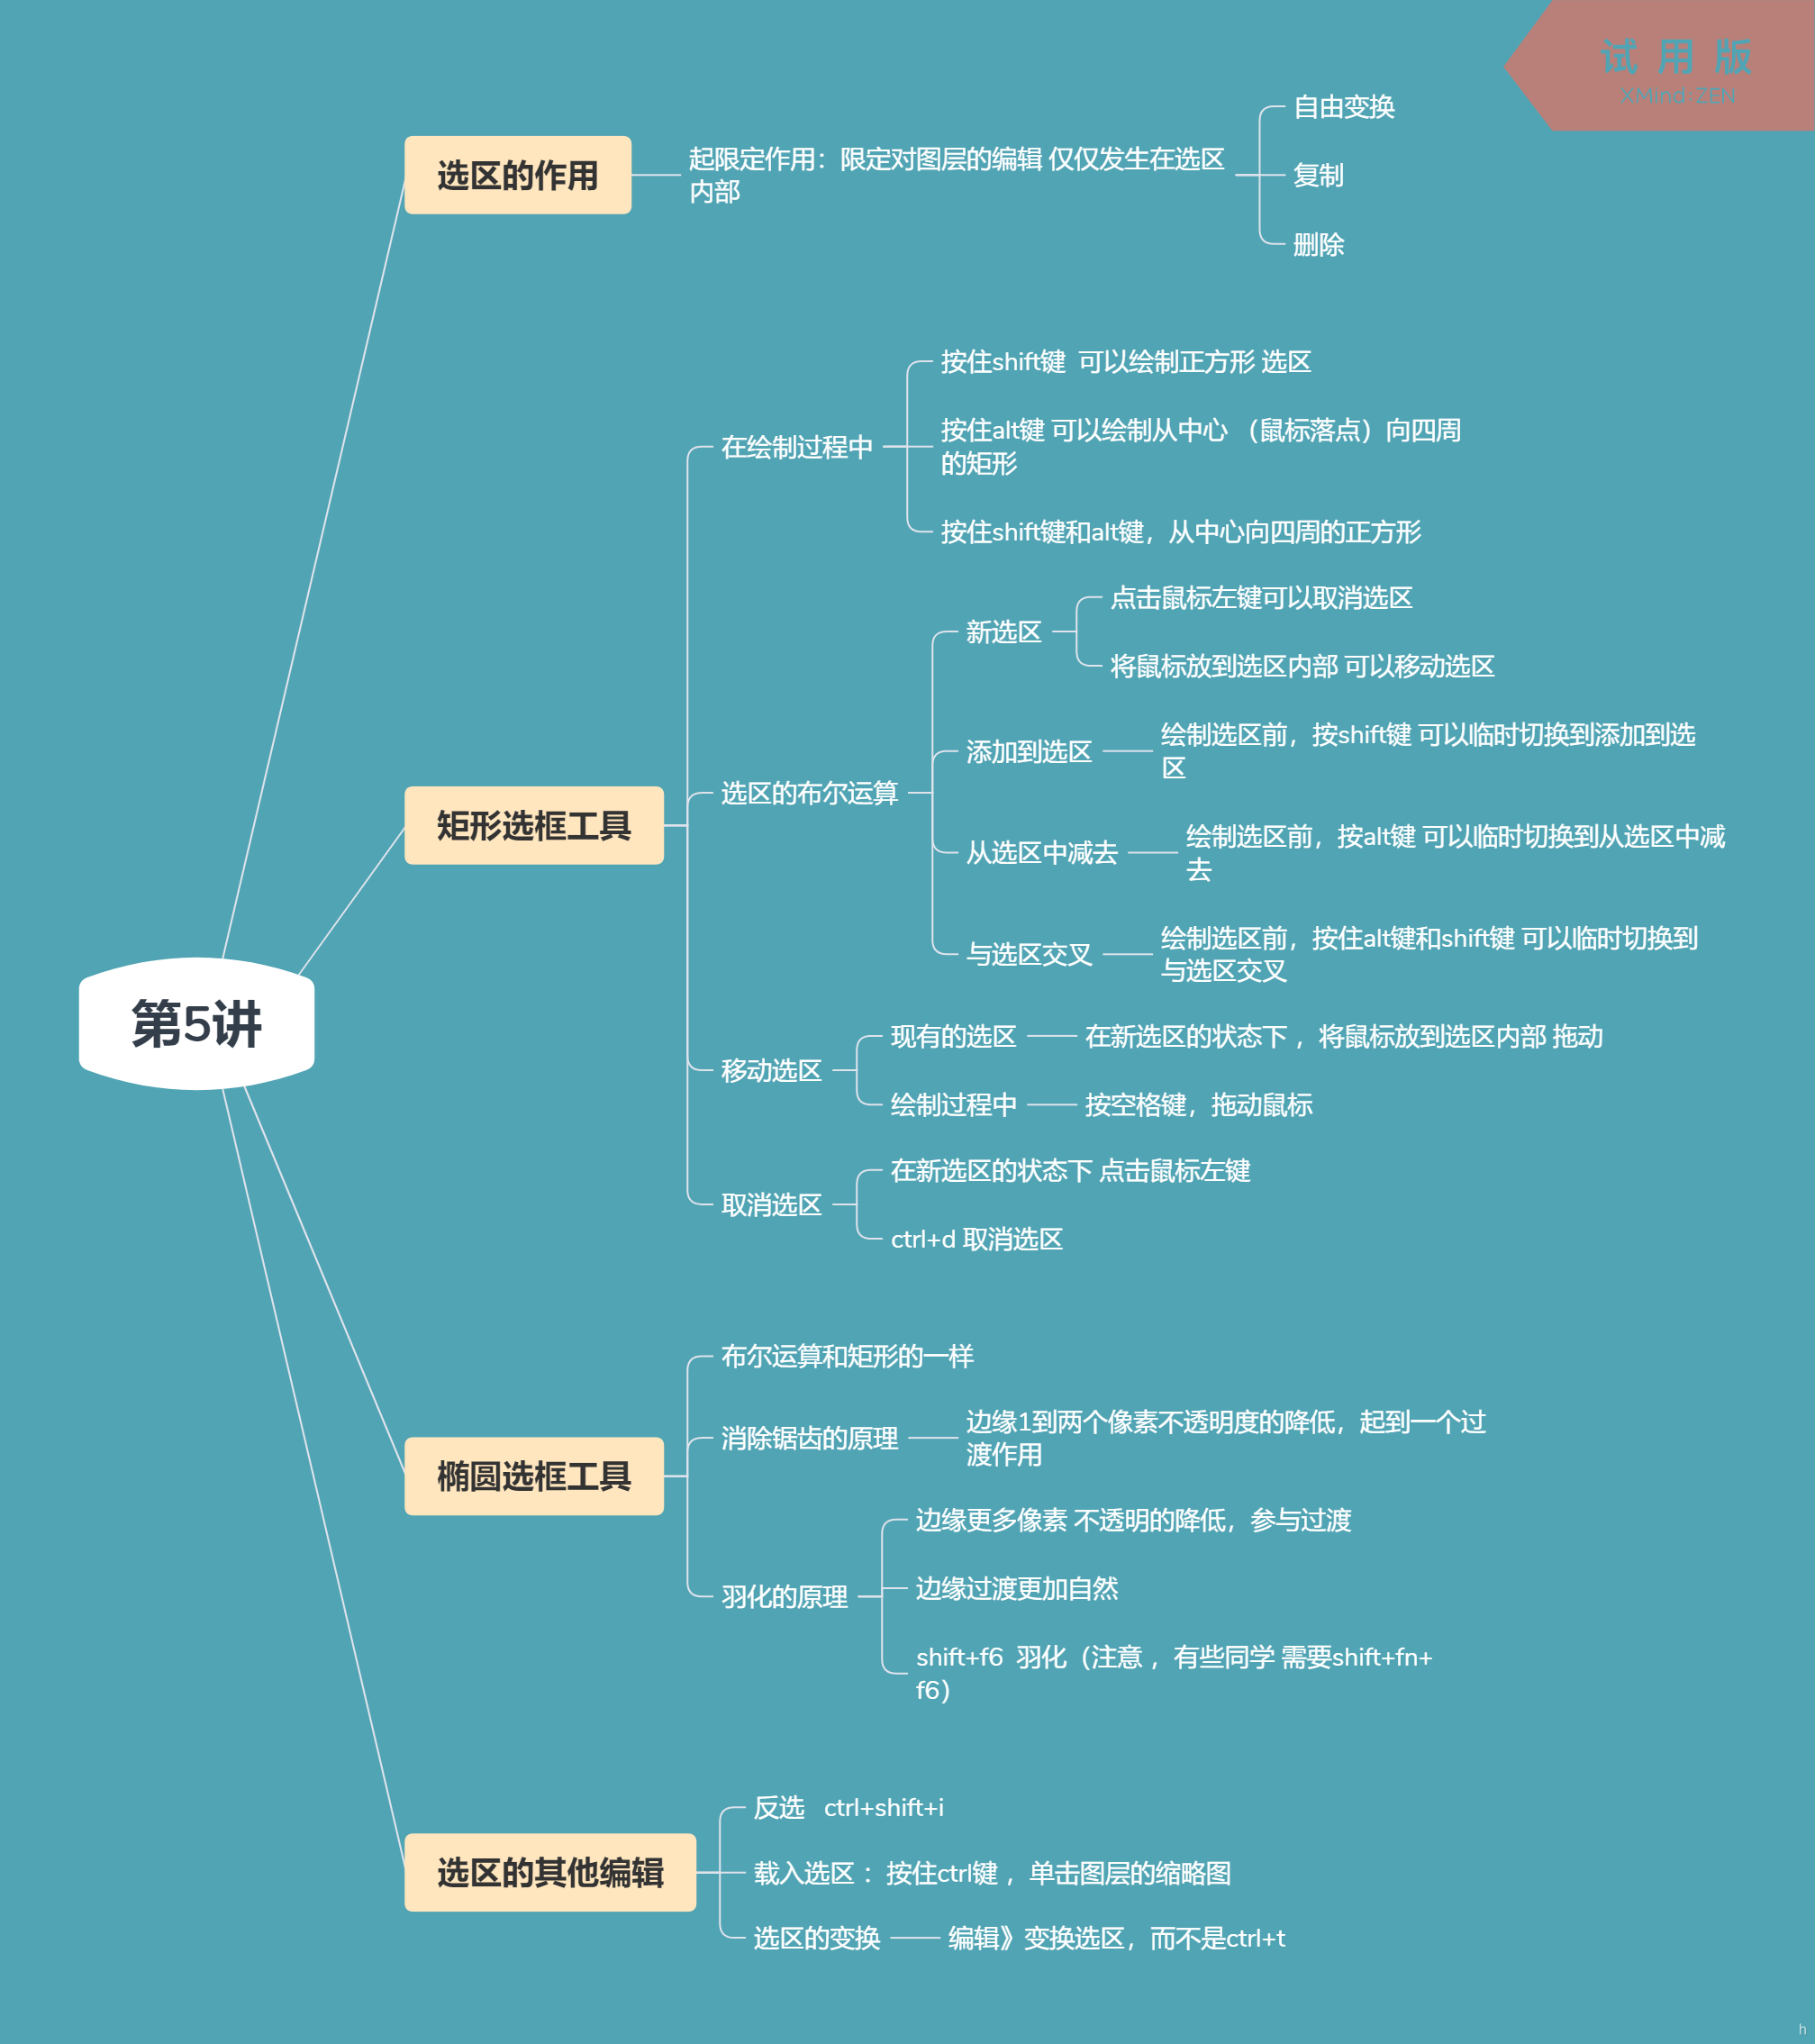 试 用 版
XMind/ZEN
第5讲
选区的作用
起限定作用：限定对图层的编辑 仅仅发生在选区
内部
自由变换
复制
删除
矩形选框工具
在绘制过程中
按住shift键  可以绘制正方形 选区
按住alt键 可以绘制从中心 （鼠标落点）向四周
的矩形
按住shift键和alt键，从中心向四周的正方形
选区的布尔运算
新选区
点击鼠标左键可以取消选区
将鼠标放到选区内部 可以移动选区
添加到选区
绘制选区前，按shift键 可以临时切换到添加到选
区
从选区中减去
绘制选区前，按alt键 可以临时切换到从选区中减
去
与选区交叉
绘制选区前，按住alt键和shift键 可以临时切换到
与选区交叉
移动选区
现有的选区
在新选区的状态下 ，将鼠标放到选区内部 拖动
绘制过程中
按空格键，拖动鼠标
取消选区
在新选区的状态下 点击鼠标左键
ctrl+d 取消选区
椭圆选框工具
布尔运算和矩形的一样
消除锯齿的原理
边缘1到两个像素不透明度的降低，起到一个过
渡作用
羽化的原理
边缘更多像素 不透明的降低，参与过渡
边缘过渡更加自然
shift+f6  羽化（注意 ，有些同学 需要shift+fn+
f6）
选区的其他编辑
反选   ctrl+shift+i
载入选区 ：按住ctrl键 ，单击图层的缩略图
选区的变换
编辑》变换选区，而不是ctrl+t
h